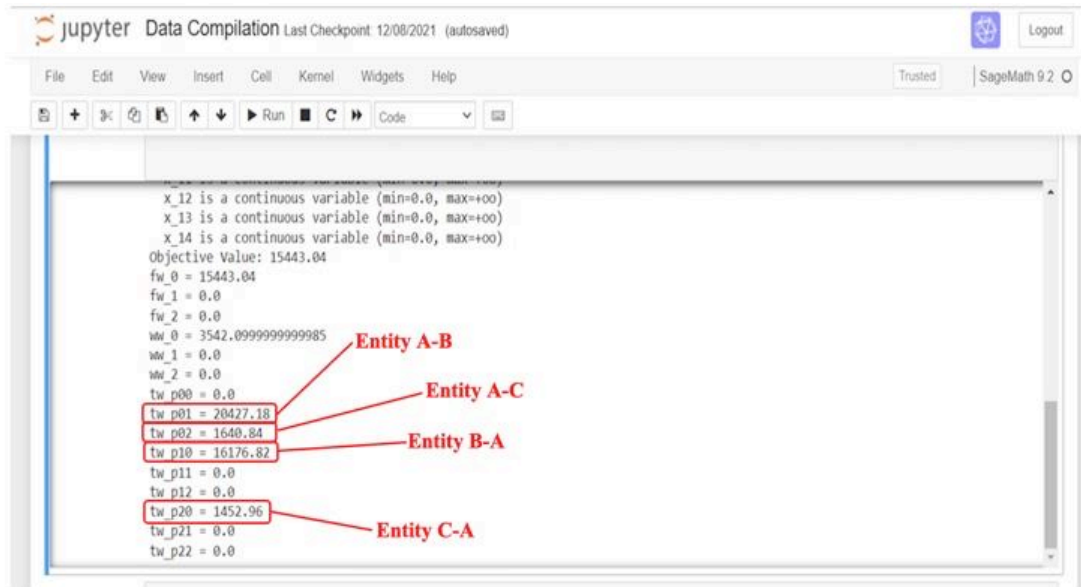 jupyter Data Compilation Last Checkpoint: 12/08/2021 (autosaved) Logout
File Edit View Insert Cell Kernel Widgets Help Trusted SageMath 9.2
Run Code
x_12 is a continuous variable (min=0.0, max=+oo)
x_13 is a continuous variable (min=0.0, max=+oo)
x_14 is a continuous variable (min=0.0, max=+oo)
Objective Value: 15443.04
fw_0 = 15443.04
fw_1 = 0.0
fw_2 = 0.0
ww_0 = 3542.0999999999985
ww_1 = 0.0
ww_2 = 0.0
tw_p00 = 0.0
tw_p01 = 20427.18
tw_p02 = 1640.84
tw_p10 = 16176.82
tw_p11 = 0.0
tw_p12 = 0.0
tw_p20 = 1452.96
tw_p21 = 0.0
tw_p22 = 0.0
Entity A-B
Entity A-C
Entity B-A
Entity C-A